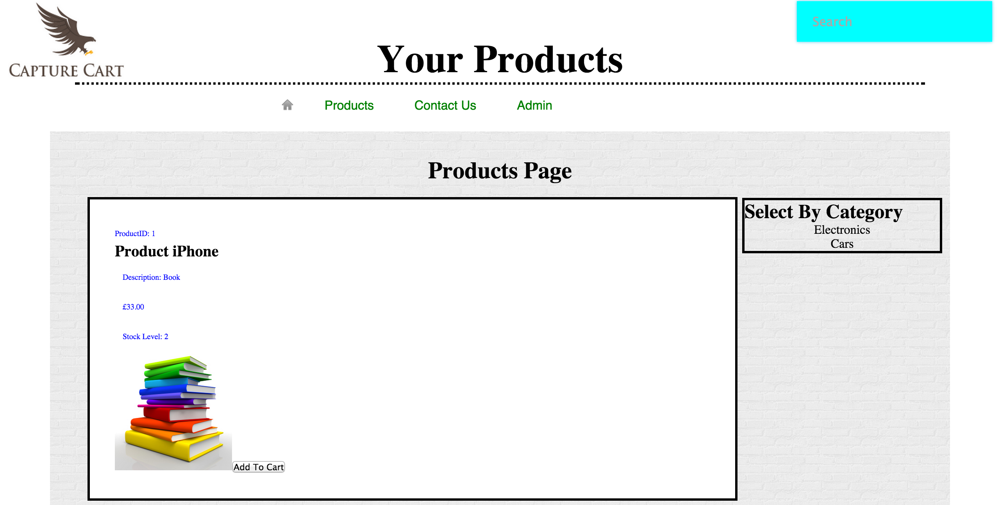 CAPTURE CART
Search
Your Products
Products Contact Us Admin
Products Page
ProductID: 1
Product iPhone
Description: Book
£33.00
Stock Level: 2
Add To Cart
Select By Category
Electronics
Cars